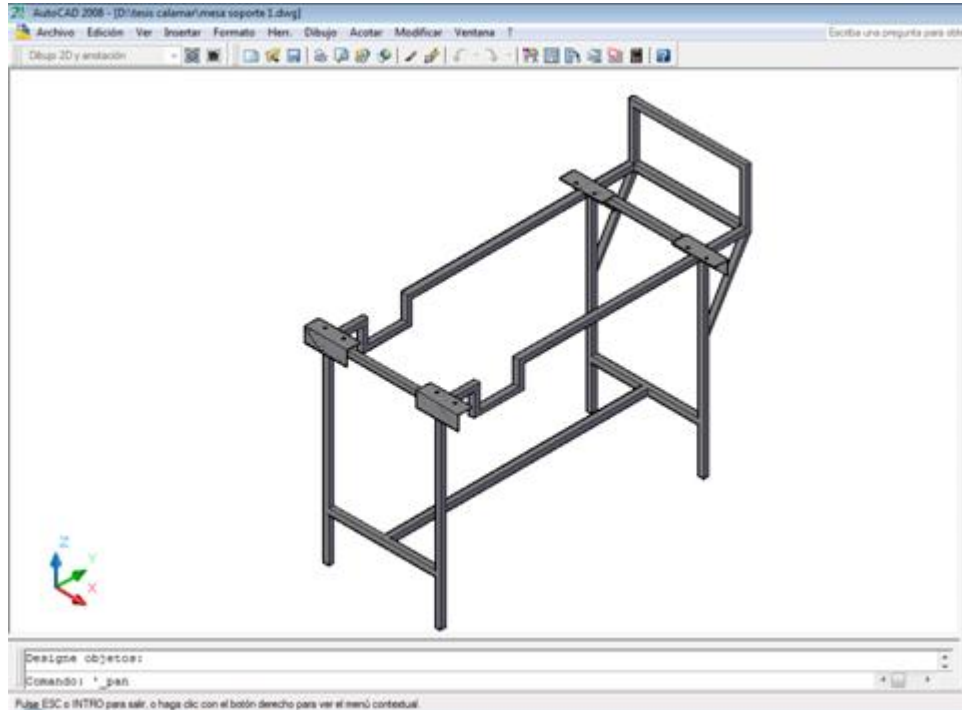 AutoCAD 2008 - [D:\tesis calamar\mesa soporte 1.dwg]
Archivo Edición Ver Insertar Formato Herr. Dibujo Acotar Modificar Ventana ?
Escriba una pregunta para obt
Dibujo 2D y anotación
Z
Y
X
Designe objetos:
Comando: '_pan
Pulse ESC o INTRO para salir, o haga clic con el botón derecho para ver el menú contextual.